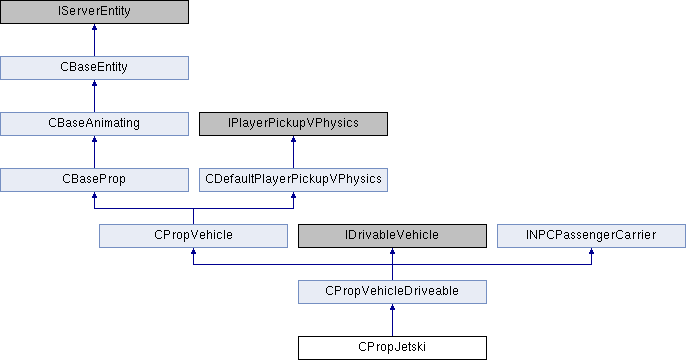 IServerEntity
CBaseEntity
CBaseAnimating
IPlayerPickupVPhysics
CBaseProp
CDefaultPlayerPickupVPhysics
CPropVehicle
IDrivableVehicle
INPCPassengerCarrier
CPropVehicleDriveable
CPropJetski